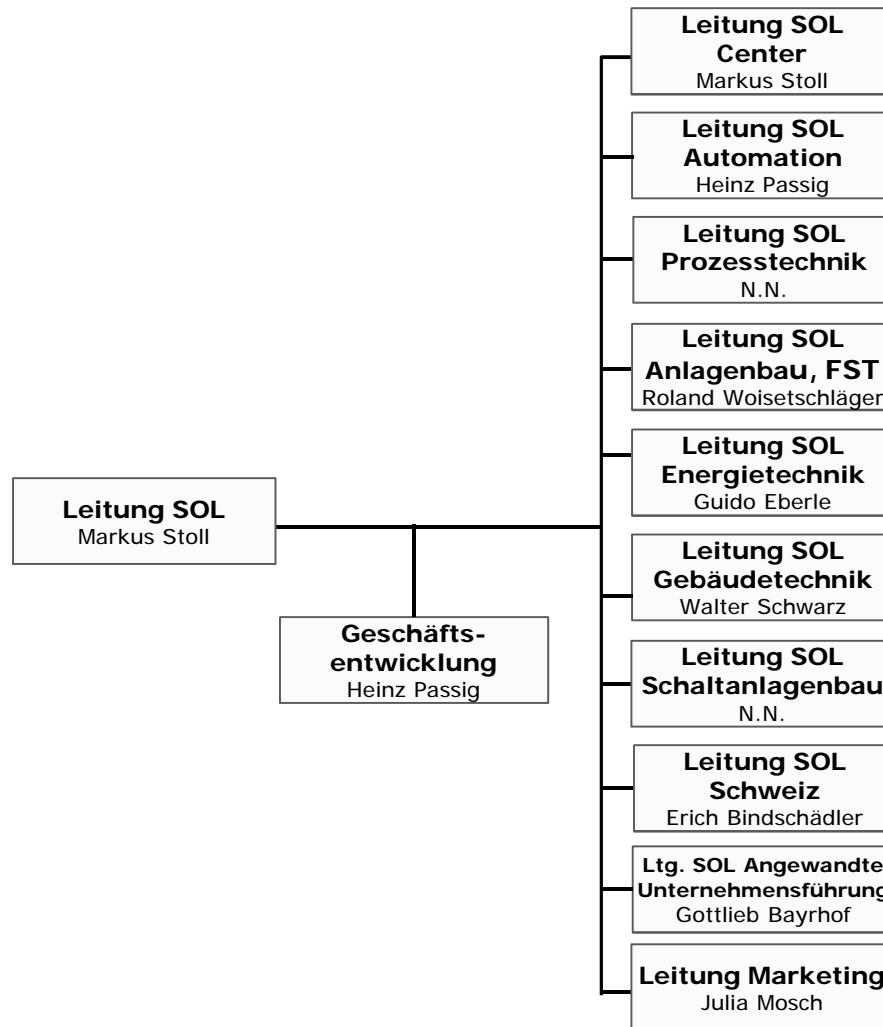 Leitung SOL
Markus Stoll
Geschäfts-
entwicklung
Heinz Passig
Leitung SOL
Center
Markus Stoll
Leitung SOL
Automation
Heinz Passig
Leitung SOL
Prozesstechnik
N.N.
Leitung SOL
Anlagenbau, FST
Roland Woisetschläger
Leitung SOL
Energietechnik
Guido Eberle
Leitung SOL
Gebäudetechnik
Walter Schwarz
Leitung SOL
Schaltanlagenbau
N.N.
Leitung SOL
Schweiz
Erich Bindschädler
Ltg. SOL Angewandte
Unternehmensführung
Gottlieb Bayrhof
Leitung Marketing
Julia Mosch